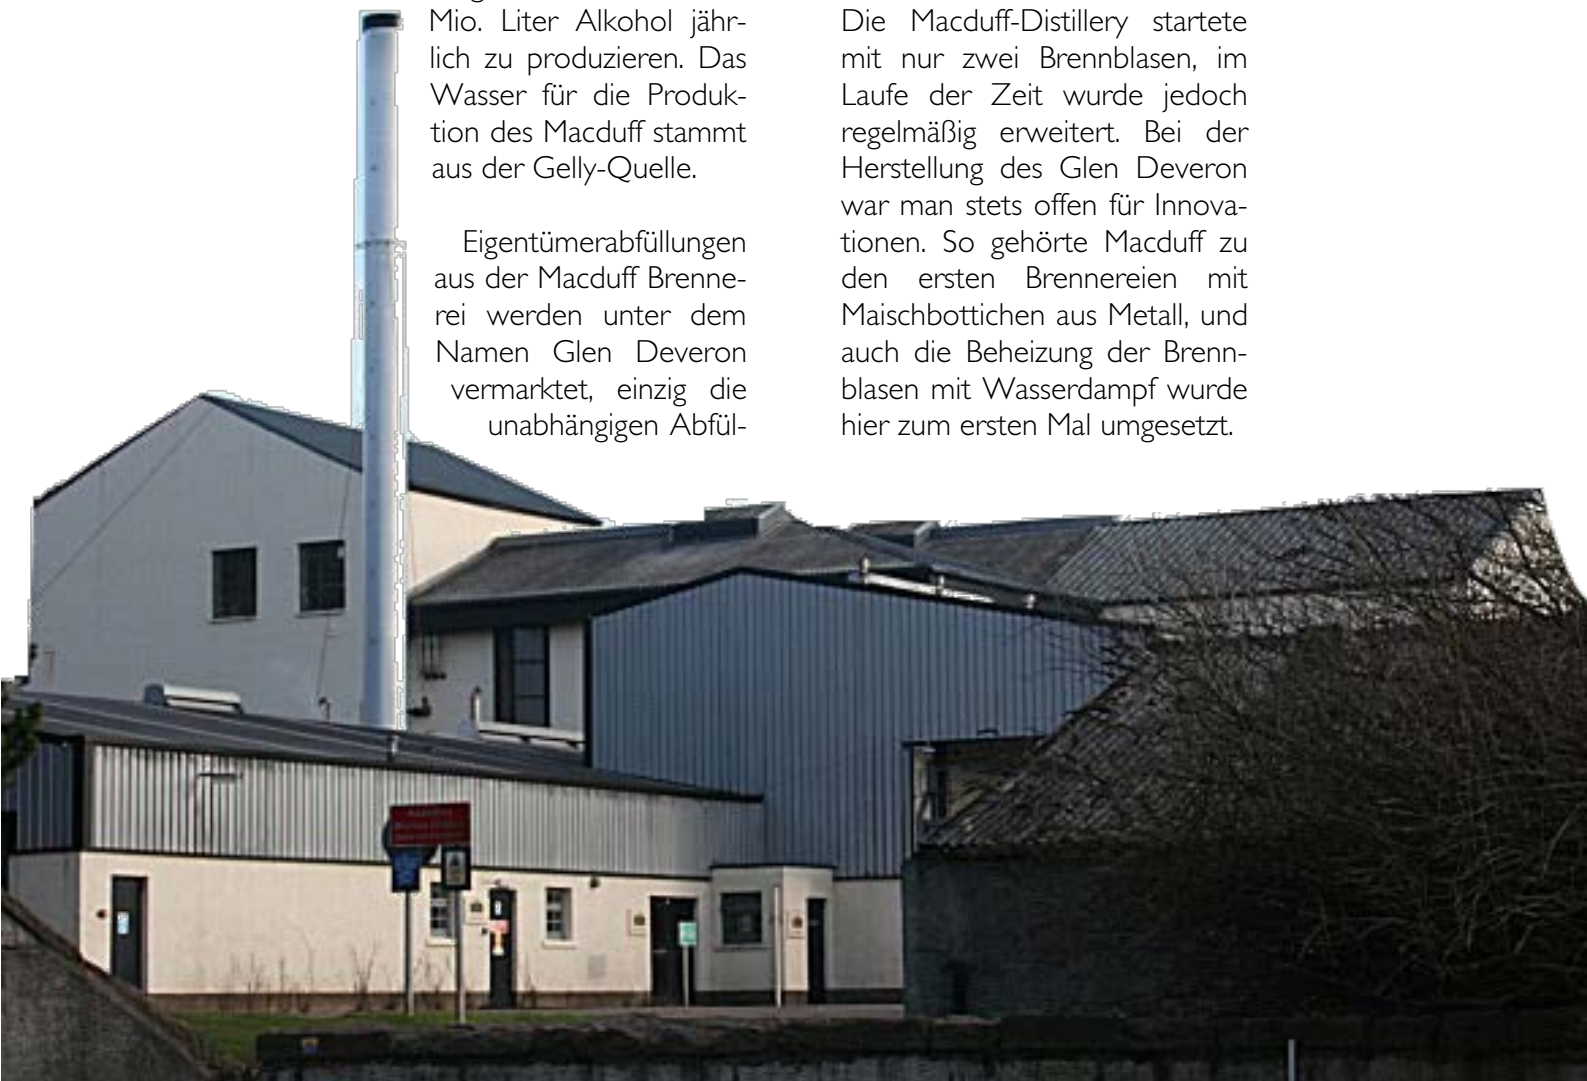 Mio. Liter Alkohol jähr-
lich zu produzieren. Das
Wasser für die Produk-
tion des Macduff stammt
aus der Gelly-Quelle.
Eigentümerabfüllungen
aus der Macduff Brenne-
rei werden unter dem
Namen Glen Deveron
vermarktet, einzig die
unabhängigen Abfül-
Die Macduff-Distillery startete
mit nur zwei Brennblasen, im
Laufe der Zeit wurde jedoch
regelmäßig erweitert. Bei der
Herstellung des Glen Deveron
war man stets offen für Innova-
tionen. So gehörte Macduff zu
den ersten Brennereien mit
Maischbottichen aus Metall, und
auch die Beheizung der Brenn-
blasen mit Wasserdampf wurde
hier zum ersten Mal umgesetzt.